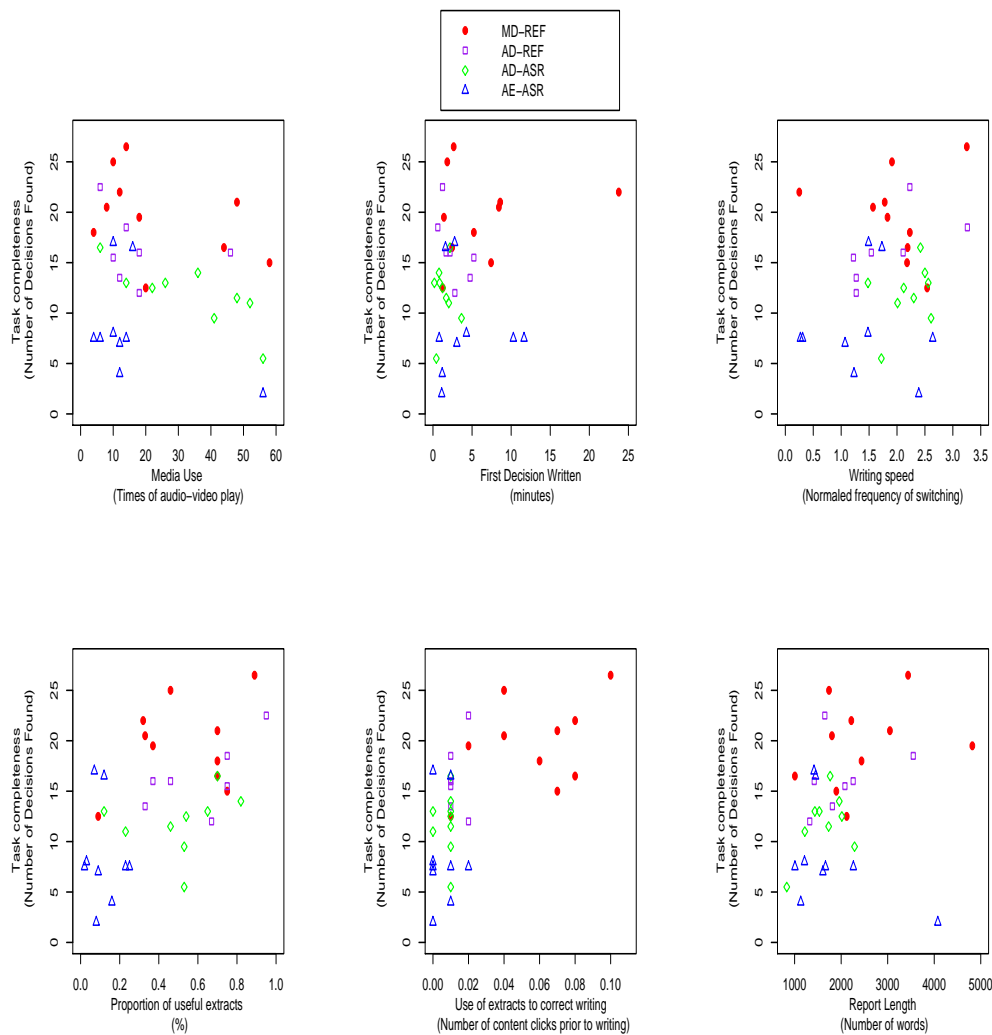 MD−REF
AD−REF
AD−ASR
AE−ASR
Task completeness
(Number of Decisions Found)
0 5 10 15 20 25
0 10 20 30 40 50 60
Media Use
(Times of audio−video play)
Task completeness
(Number of Decisions Found)
0 5 10 15 20 25
0 5 10 15 20 25
First Decision Written
(minutes)
Task completeness
(Number of Decisions Found)
0 5 10 15 20 25
0.0 0.5 1.0 1.5 2.0 2.5 3.0 3.5
Writing speed
(Normaled frequency of switching)
Task completeness
(Number of Decisions Found)
0 5 10 15 20 25
0.0 0.2 0.4 0.6 0.8 1.0
Proportion of useful extracts
(%)
Task completeness
(Number of Decisions Found)
0 5 10 15 20 25
0.00 0.02 0.04 0.06 0.08 0.10
Use of extracts to correct writing
(Number of content clicks prior to writing)
Task completeness
(Number of Decisions Found)
0 5 10 15 20 25
1000 2000 3000 4000 5000
Report Length
(Number of words)